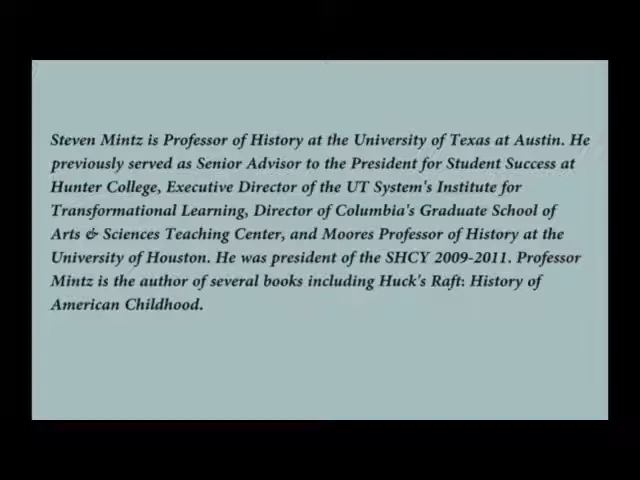 Steven Mintz is Professor of History at the University of Texas at Austin. He
previously served as Senior Advisor to the President for Student Success at
Hunter College, Executive Director of the UT System's Institute for
Transformational Learning, Director of Columbia's Graduate School of
Arts & Sciences Teaching Center, and Moores Professor of History at the
University of Houston. He was president of the SHCY 2009-2011. Professor
Mintz is the author of several books including Huck's Raft: History of
American Childhood.